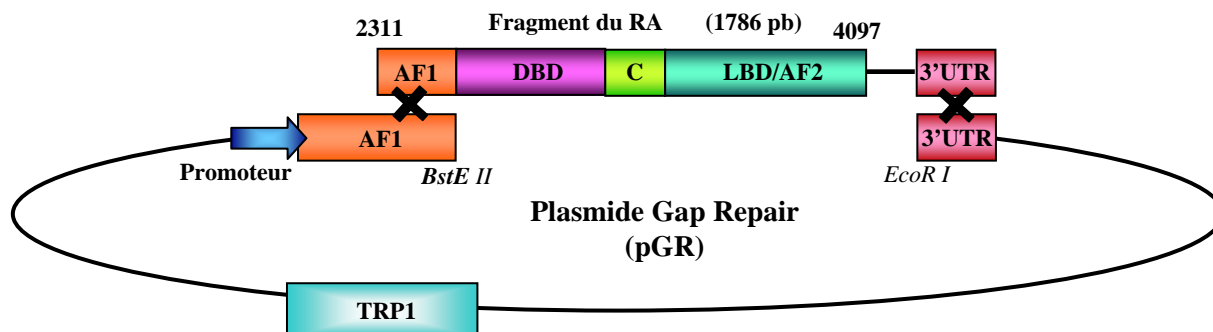 2311 Fragment du RA (1786 pb) 4097
AF1 DBD C LBD/AF2 3'UTR
AF1 3'UTR
Promoteur BstE II EcoR I
Plasmide Gap Repair
(pGR)
TRP1